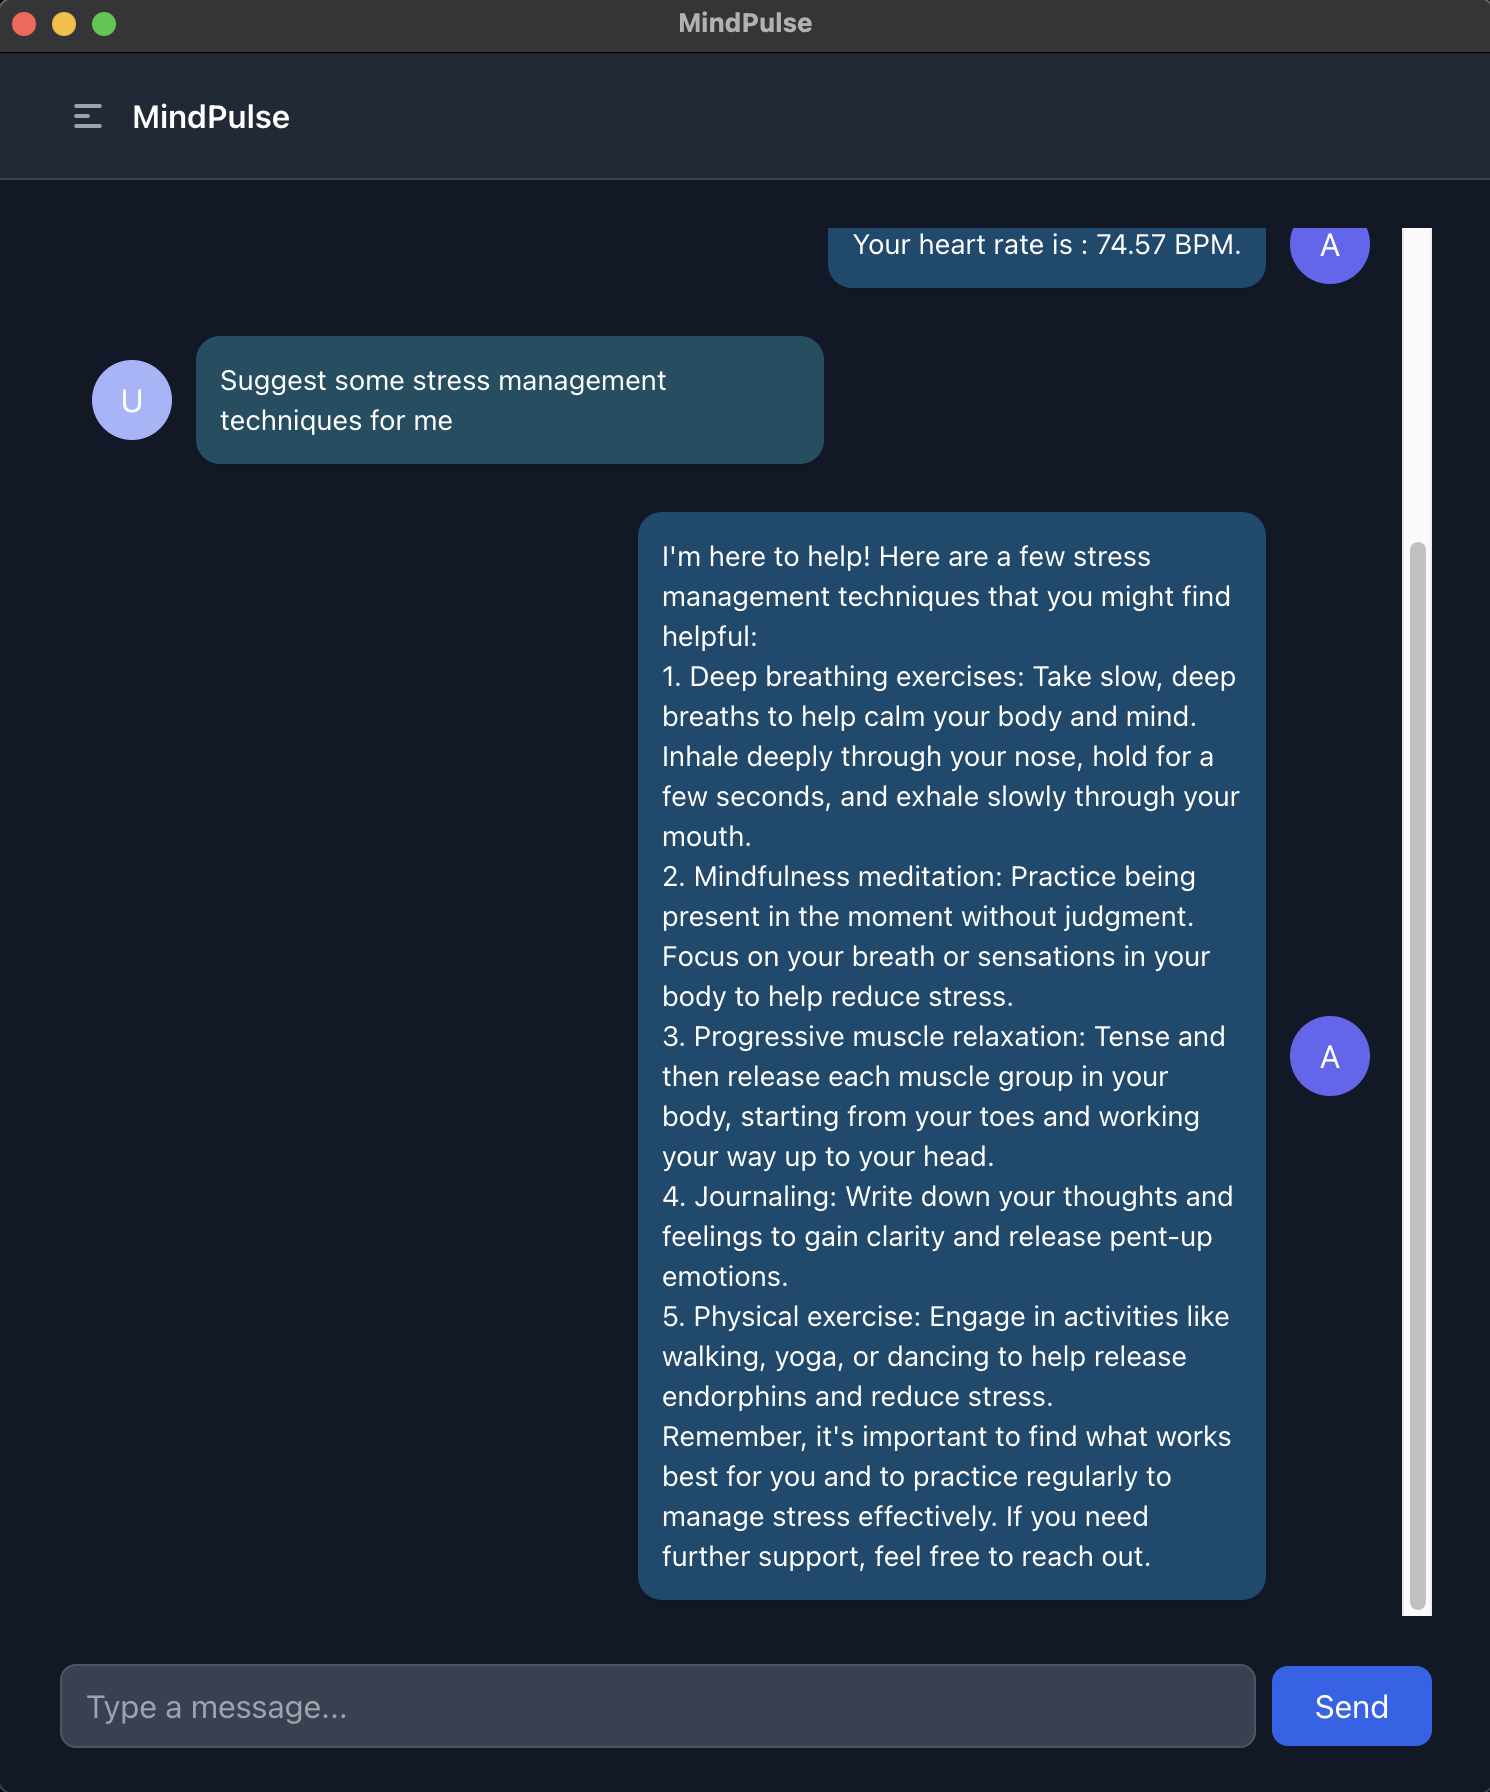 MindPulse
MindPulse
Your heart rate is : 74.57 BPM.
A
U
Suggest some stress management
techniques for me
I'm here to help! Here are a few stress
management techniques that you might find
helpful:
1. Deep breathing exercises: Take slow, deep
breaths to help calm your body and mind.
Inhale deeply through your nose, hold for a
few seconds, and exhale slowly through your
mouth.
2. Mindfulness meditation: Practice being
present in the moment without judgment.
Focus on your breath or sensations in your
body to help reduce stress.
3. Progressive muscle relaxation: Tense and
then release each muscle group in your
body, starting from your toes and working
your way up to your head.
4. Journaling: Write down your thoughts and
feelings to gain clarity and release pent-up
emotions.
5. Physical exercise: Engage in activities like
walking, yoga, or dancing to help release
endorphins and reduce stress.
Remember, it's important to find what works
best for you and to practice regularly to
manage stress effectively. If you need
further support, feel free to reach out.
A
Type a message...
Send